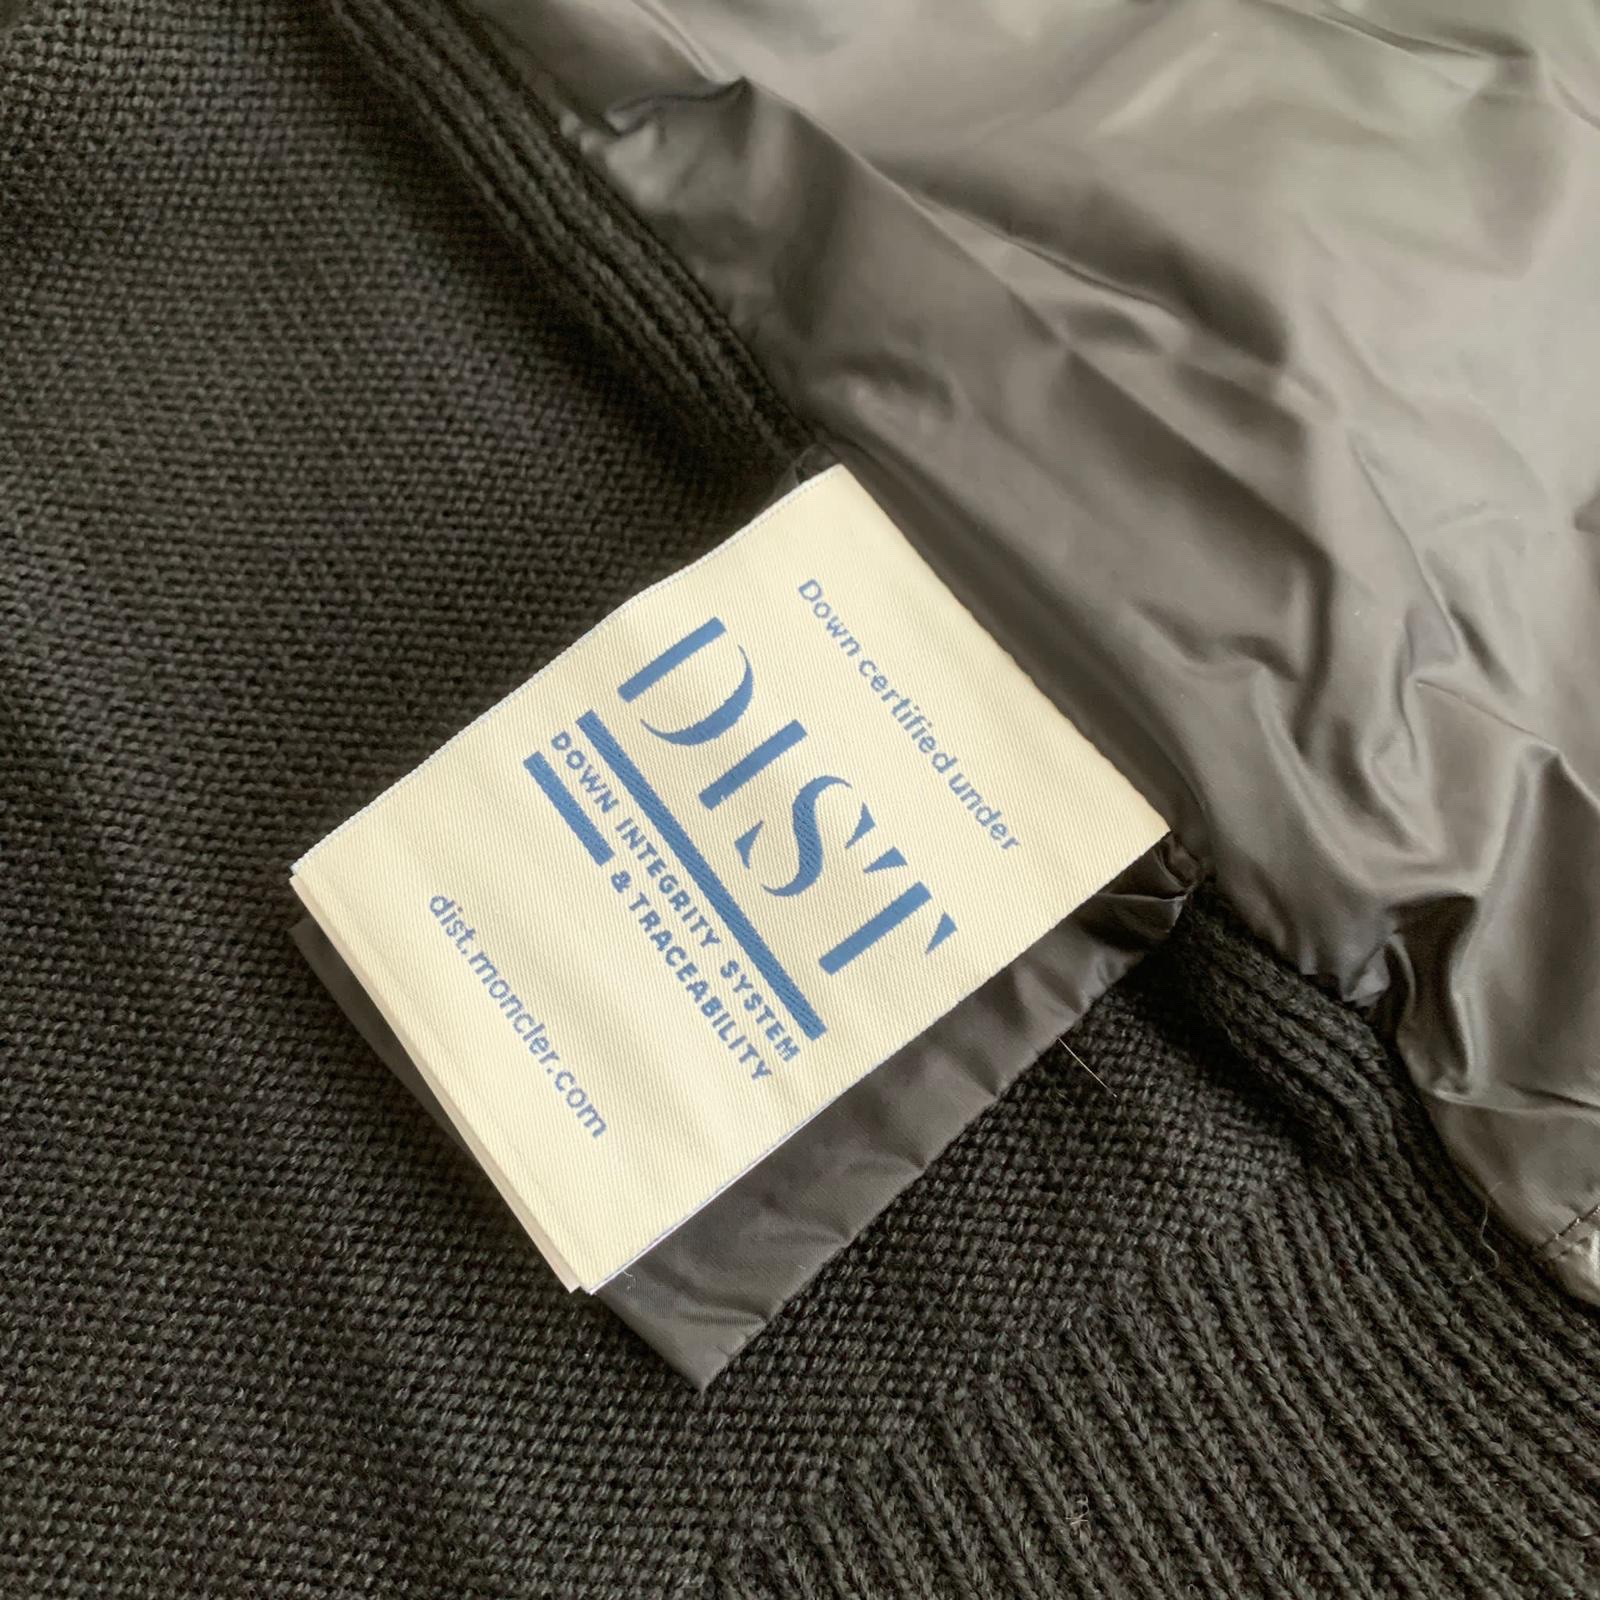 Down certified under
DIST
DOWN INTEGRITY SYSTEM
& TRACEABILITY
dist.moncler.com